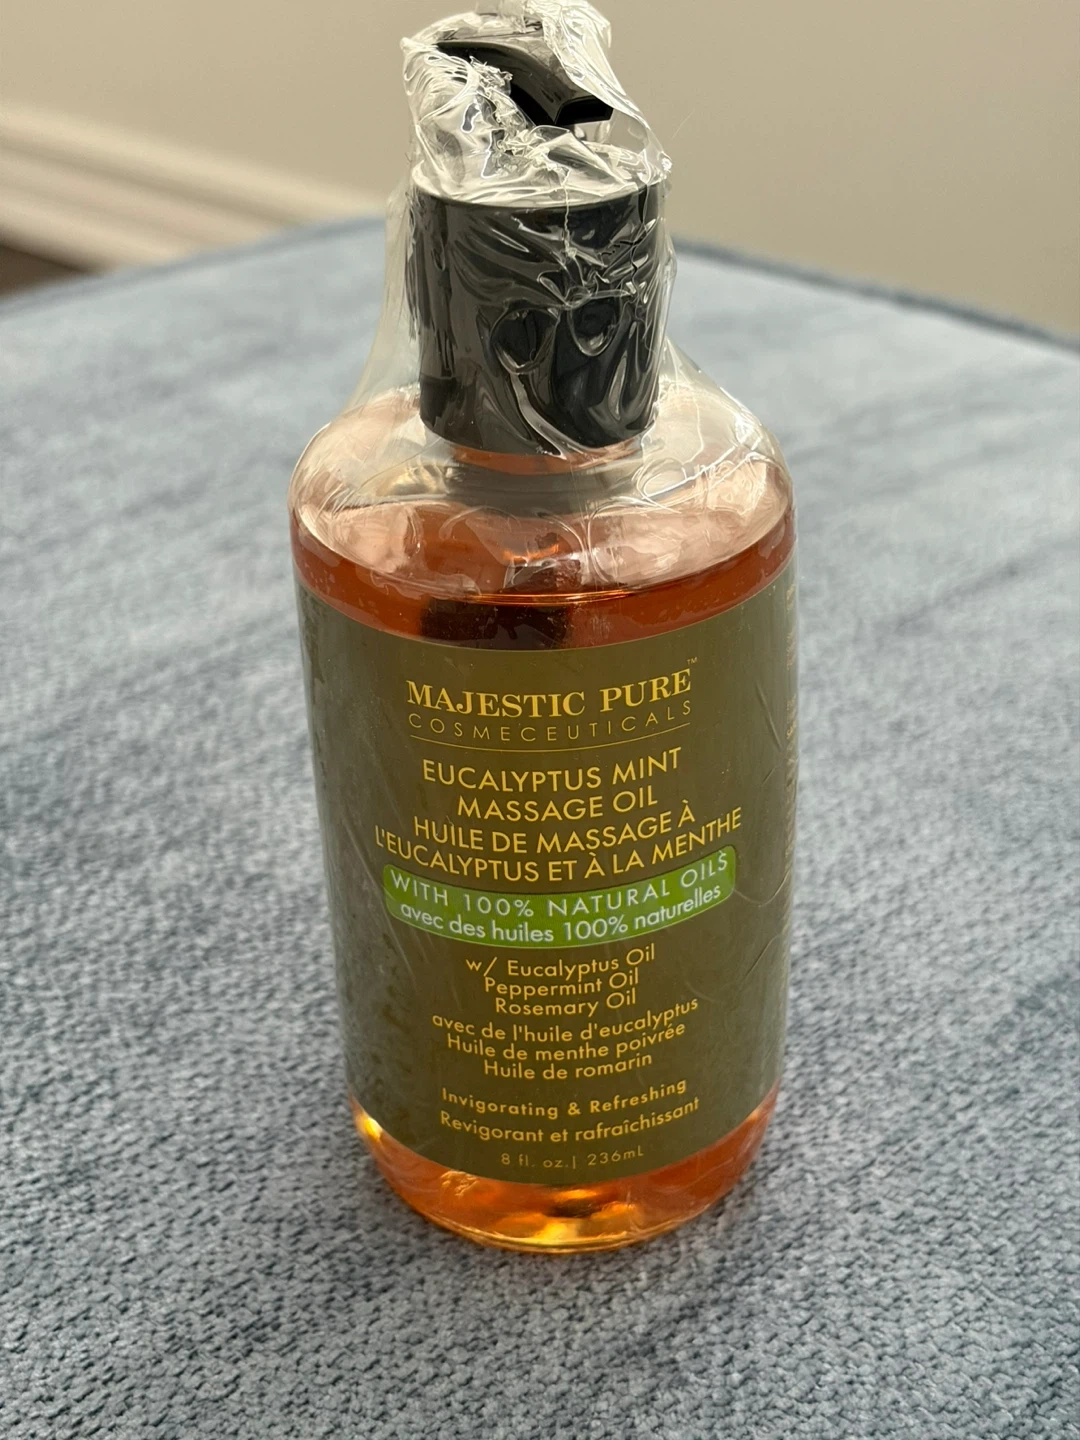 MAJESTIC PURE™
COSMECEUTICALS
EUCALYPTUS MINT
MASSAGE OIL
HUILE DE MASSAGE À
L'EUCALYPTUS ET À LA MENTHE
WITH 100% NATURAL OILS
avec des huiles 100% naturelles
w/ Eucalyptus Oil
Peppermint Oil
Rosemary Oil
avec de l'huile d'eucalyptus
Huile de menthe poivrée
Huile de romarin
Invigorating & Refreshing
Revigorant et rafraîchissant
8 fl. oz.| 236mL